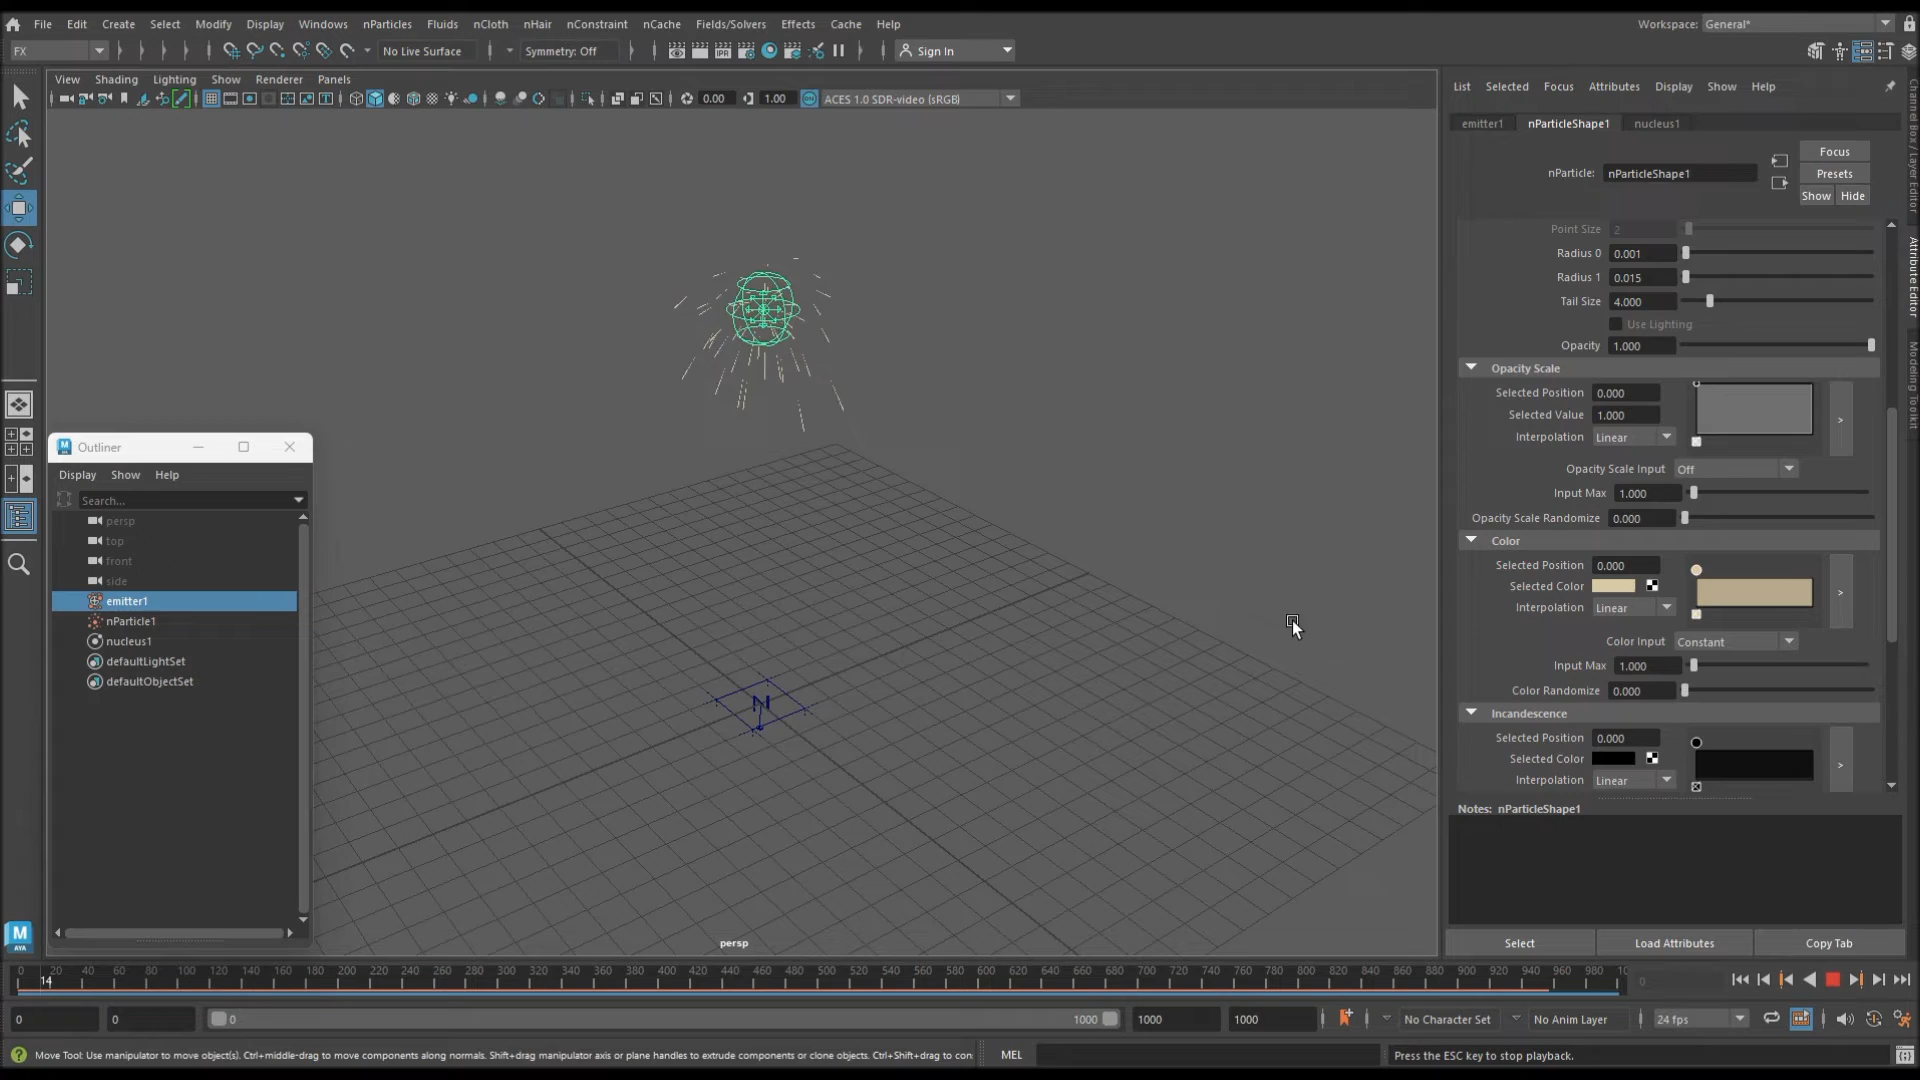 File Edit Create Select Modify Display Windows nParticles Fluids nCloth nHair nConstraint nCache Fields/Solvers Effects Cache Help
Workspace: General*
FX
No Live Surface
Symmetry: Off
Sign In
View Shading Lighting Show Renderer Panels
0.00
1.00
ACES 1.0 SDR-video (sRGB)
List Selected Focus Attributes Display Show Help
emitter1 nParticleShape1 nucleus1
Focus
nParticle: nParticleShape1
Presets
Show Hide
Point Size 2
Radius 0 0.001
Radius 1 0.015
Tail Size 4.000
Use Lighting
Opacity 1.000
Opacity Scale
Selected Position 0.000
Selected Value 1.000
Interpolation Linear
>
Opacity Scale Input Off
Input Max 1.000
Opacity Scale Randomize 0.000
Color
Selected Position 0.000
Selected Color
Interpolation Linear
>
Color Input Constant
Input Max 1.000
Color Randomize 0.000
Incandescence
Selected Position 0.000
Selected Color
Interpolation Linear
>
Notes: nParticleShape1
Select Load Attributes Copy Tab
Channel Box / Layer Editor
Attribute Editor
Modeling Toolkit
Outliner
Display Show Help
Search...
persp
top
front
side
emitter1
nParticle1
nucleus1
defaultLightSet
defaultObjectSet
N
persp
M
AYA
0 20 40 60 80 100 120 140 160 180 200 220 240 260 280 300 320 340 360 380 400 420 440 460 480 500 520 540 560 580 600 620 640 660 680 700 720 740 760 780 800 820 840 860 880 900 920 940 960 980 10
14
0
0 0 0 1000 1000 1000
No Character Set
No Anim Layer
24 fps
Move Tool: Use manipulator to move object(s). Ctrl+middle-drag to move components along normals. Shift+drag manipulator axis or plane handles to extrude components or clone objects. Ctrl+Shift+drag to con
MEL
Press the ESC key to stop playback.